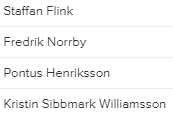 Staffan Flink
Fredrik Norrby
Pontus Henriksson
Kristin Sibbmark Williamsson